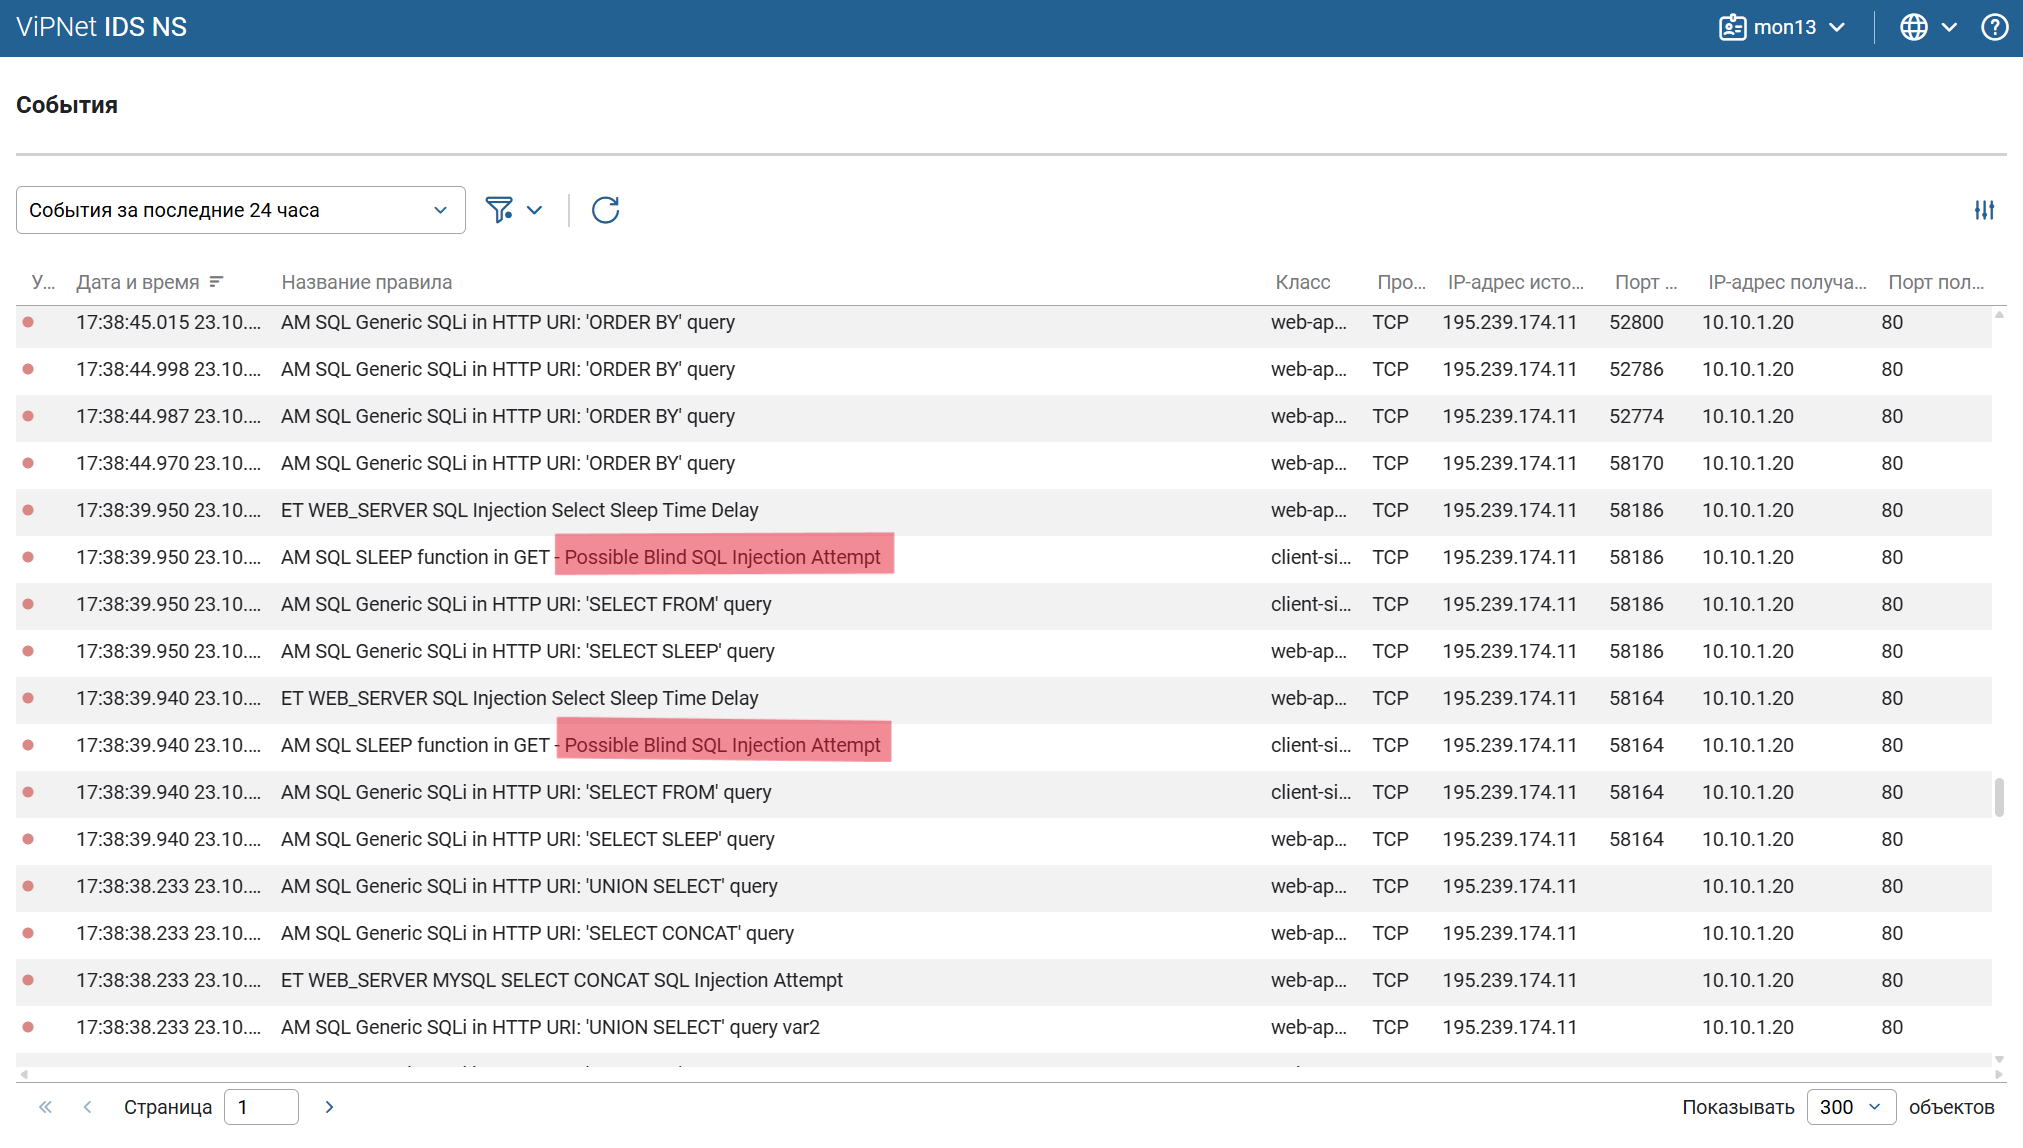 ViPNet IDS NS mon13
События
События за последние 24 часа
У... Дата и время Название правила Класс Про... IP-адрес исто... Порт ... IP-адрес получа... Порт пол...
17:38:45.015 23.10.... AM SQL Generic SQLi in HTTP URI: 'ORDER BY' query web-ap... TCP 195.239.174.11 52800 10.10.1.20 80
17:38:44.998 23.10.... AM SQL Generic SQLi in HTTP URI: 'ORDER BY' query web-ap... TCP 195.239.174.11 52786 10.10.1.20 80
17:38:44.987 23.10.... AM SQL Generic SQLi in HTTP URI: 'ORDER BY' query web-ap... TCP 195.239.174.11 52774 10.10.1.20 80
17:38:44.970 23.10.... AM SQL Generic SQLi in HTTP URI: 'ORDER BY' query web-ap... TCP 195.239.174.11 58170 10.10.1.20 80
17:38:39.950 23.10.... ET WEB_SERVER SQL Injection Select Sleep Time Delay web-ap... TCP 195.239.174.11 58186 10.10.1.20 80
17:38:39.950 23.10.... AM SQL SLEEP function in GET - Possible Blind SQL Injection Attempt client-si... TCP 195.239.174.11 58186 10.10.1.20 80
17:38:39.950 23.10.... AM SQL Generic SQLi in HTTP URI: 'SELECT FROM' query client-si... TCP 195.239.174.11 58186 10.10.1.20 80
17:38:39.950 23.10.... AM SQL Generic SQLi in HTTP URI: 'SELECT SLEEP' query web-ap... TCP 195.239.174.11 58186 10.10.1.20 80
17:38:39.940 23.10.... ET WEB_SERVER SQL Injection Select Sleep Time Delay web-ap... TCP 195.239.174.11 58164 10.10.1.20 80
17:38:39.940 23.10.... AM SQL SLEEP function in GET - Possible Blind SQL Injection Attempt client-si... TCP 195.239.174.11 58164 10.10.1.20 80
17:38:39.940 23.10.... AM SQL Generic SQLi in HTTP URI: 'SELECT FROM' query client-si... TCP 195.239.174.11 58164 10.10.1.20 80
17:38:39.940 23.10.... AM SQL Generic SQLi in HTTP URI: 'SELECT SLEEP' query web-ap... TCP 195.239.174.11 58164 10.10.1.20 80
17:38:38.233 23.10.... AM SQL Generic SQLi in HTTP URI: 'UNION SELECT' query web-ap... TCP 195.239.174.11 10.10.1.20 80
17:38:38.233 23.10.... AM SQL Generic SQLi in HTTP URI: 'SELECT CONCAT' query web-ap... TCP 195.239.174.11 10.10.1.20 80
17:38:38.233 23.10.... ET WEB_SERVER MYSQL SELECT CONCAT SQL Injection Attempt web-ap... TCP 195.239.174.11 10.10.1.20 80
17:38:38.233 23.10.... AM SQL Generic SQLi in HTTP URI: 'UNION SELECT' query var2 web-ap... TCP 195.239.174.11 10.10.1.20 80
Страница 1 Показывать 300 объектов